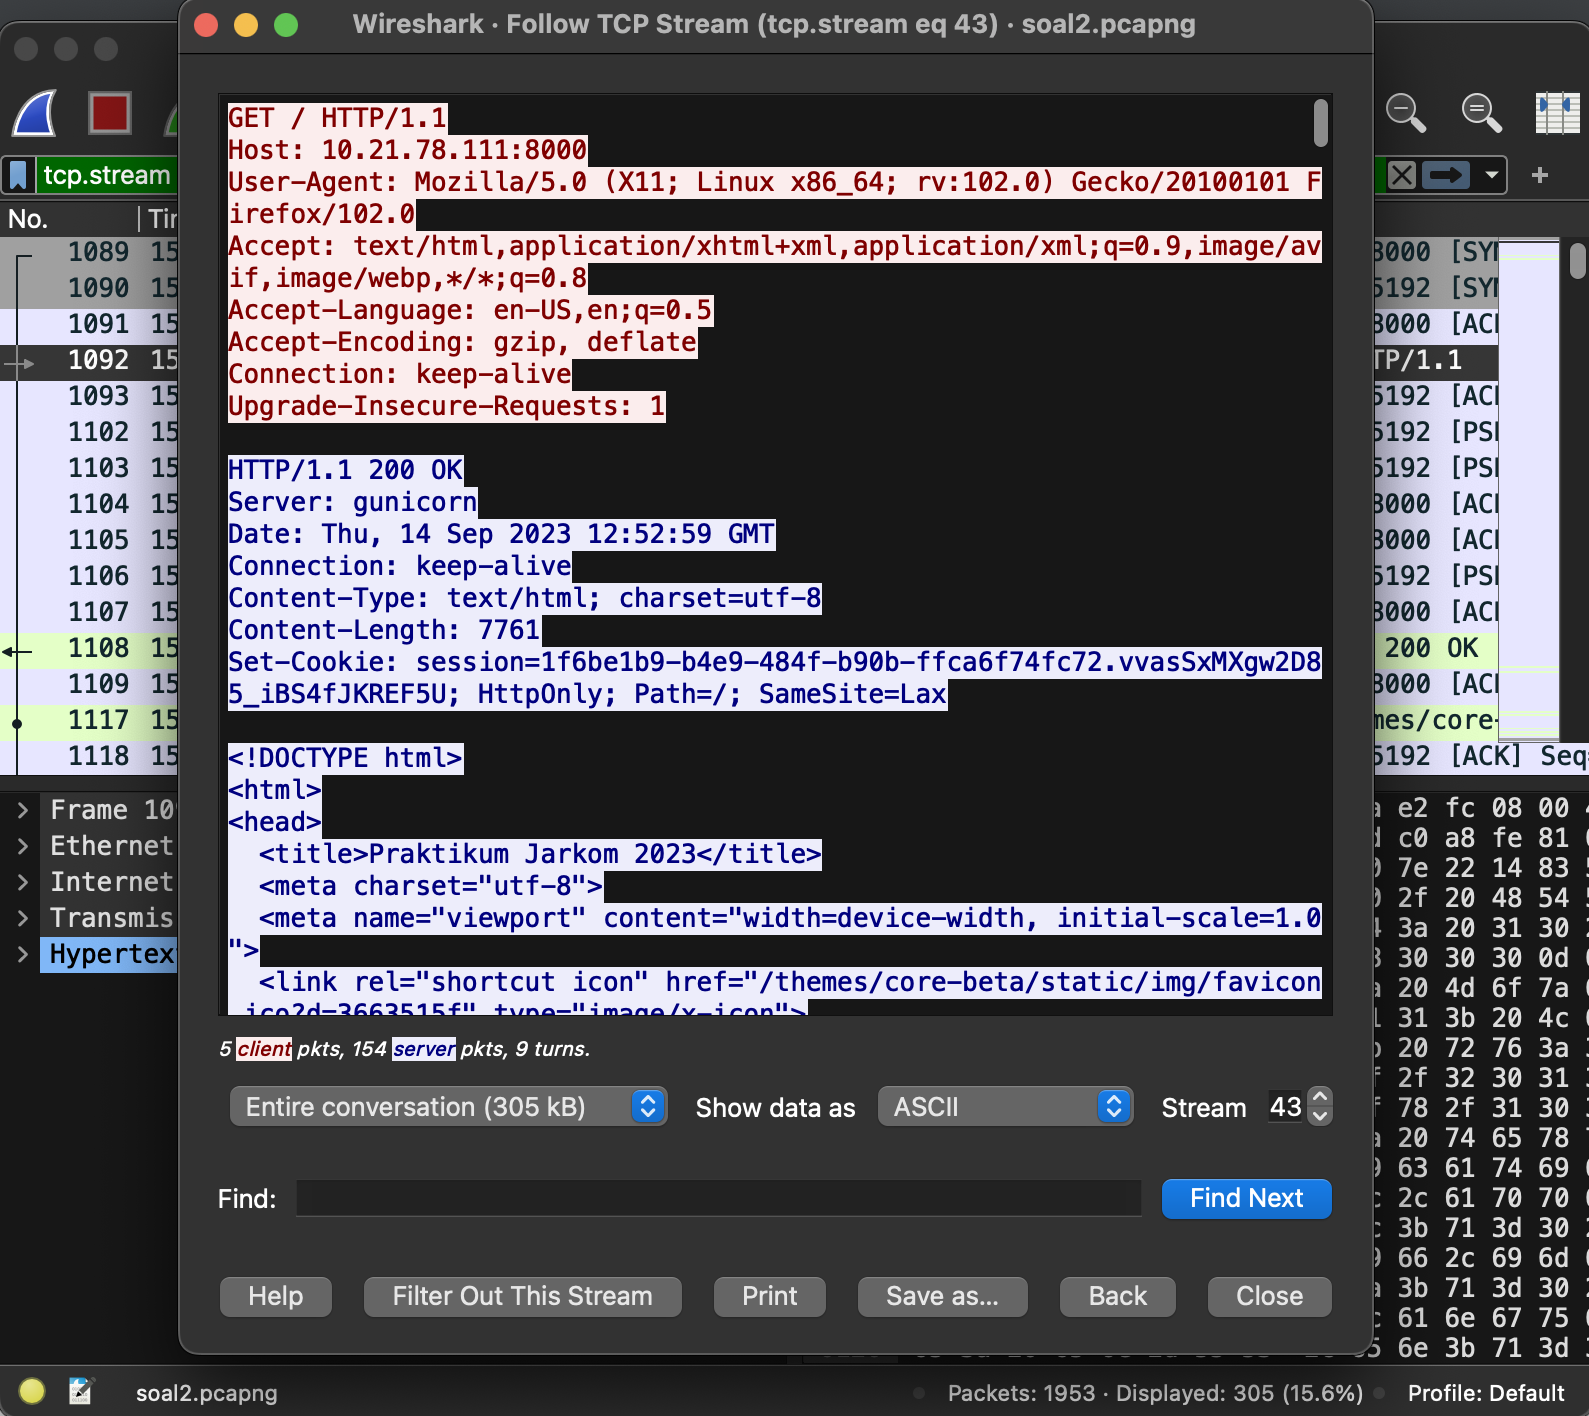 Wireshark · Follow TCP Stream (tcp.stream eq 43) · soal2.pcapng
tcp.stream
No.
1089 15
1090 15
1091 15
1092 15
1093 15
1102 15
1103 15
1104 15
1105 15
1106 15
1107 15
1108 15
1109 15
1117 15
1118 15
GET / HTTP/1.1
Host: 10.21.78.111:8000
User-Agent: Mozilla/5.0 (X11; Linux x86_64; rv:102.0) Gecko/20100101 F
irefox/102.0
Accept: text/html,application/xhtml+xml,application/xml;q=0.9,image/av
if,image/webp,*/*;q=0.8
Accept-Language: en-US,en;q=0.5
Accept-Encoding: gzip, deflate
Connection: keep-alive
Upgrade-Insecure-Requests: 1
HTTP/1.1 200 OK
Server: gunicorn
Date: Thu, 14 Sep 2023 12:52:59 GMT
Connection: keep-alive
Content-Type: text/html; charset=utf-8
Content-Length: 7761
Set-Cookie: session=1f6be1b9-b4e9-484f-b90b-ffca6f74fc72.vvasSxMXgw2D8
5_iBS4fJKREF5U; HttpOnly; Path=/; SameSite=Lax
<!DOCTYPE html>
<html>
<head>
<title>Praktikum Jarkom 2023</title>
<meta charset="utf-8">
<meta name="viewport" content="width=device-width, initial-scale=1.0
">
<link rel="shortcut icon" href="/themes/core-beta/static/img/favicon
.ico?d=3663515f" type="image/x-icon">
8000 [SYN
5192 [SYN
8000 [ACK
TP/1.1
5192 [ACK
5192 [PSH
5192 [PSH
8000 [ACK
8000 [ACK
5192 [PSH
8000 [ACK
200 OK
8000 [ACK
mes/core-
5192 [ACK] Seq=
Frame 109
Ethernet
Internet
Transmis
Hypertex
e2 fc 08 00
c0 a8 fe 81
7e 22 14 83
2f 20 48 54
3a 20 31 30
30 30 30 0d
20 4d 6f 7a
31 3b 20 4c
20 72 76 3a
2f 32 30 31
78 2f 31 30
20 74 65 78
63 61 74 69
2c 61 70 70
3b 71 3d 30
66 2c 69 6d
3b 71 3d 30
61 6e 67 75
6e 3b 71 3d
5 client pkts, 154 server pkts, 9 turns.
Entire conversation (305 kB) Show data as ASCII Stream 43
Find: Find Next
Help Filter Out This Stream Print Save as... Back Close
soal2.pcapng Packets: 1953 · Displayed: 305 (15.6%) Profile: Default